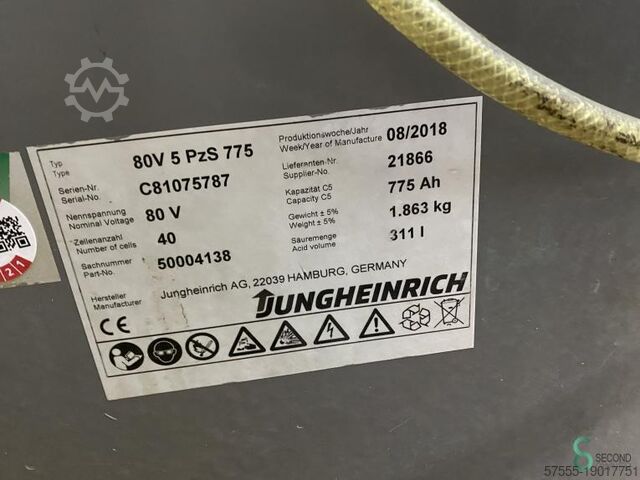 Typ
Type
80V 5 PzS 775
Serien-Nr.
Serial-No.
C81075787
Nennspannung
Nominal Voltage
80 V
Zellenanzahl
Number of cells
40
Sachnummer
Part-No.
50004138
Hersteller
Manufacturer
Jungheinrich AG, 22039 HAMBURG, GERMANY
Produktionswoche/Jahr
Week/Year of Manufacture
08/2018
Lieferanten-Nr.
Supplier-No.
21866
Kapazität C5
Capacity C5
775 Ah
Gewicht ± 5%
Weight ± 5%
1.863 kg
Säuremenge
Acid volume
311 l
JUNGHEINRICH
CE
2 1
SECOND
57555-19017751